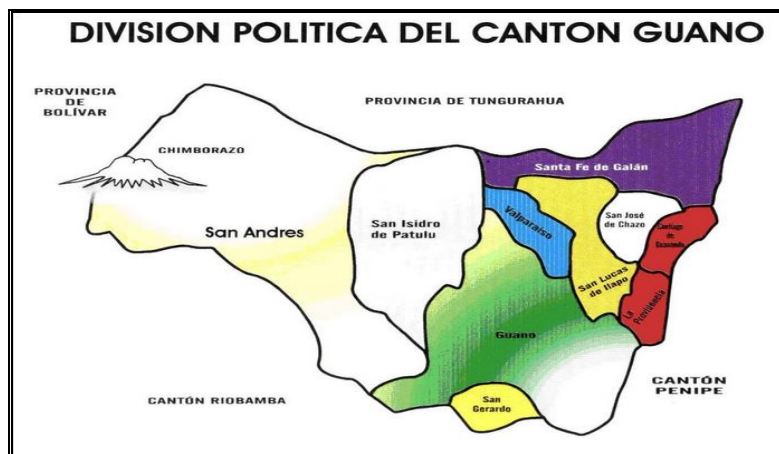 DIVISION POLITICA DEL CANTON GUANO
PROVINCIA
DE
BOLÍVAR
PROVINCIA DE TUNGURAHUA
CHIMBORAZO
Santa Fe de Galán
San Andres
San Isidro
de Patulu
Valparaíso
San José
de Chazo
Santiago de
San Lucas
de Ilapo
La Providencia
Guano
CANTÓN RIOBAMBA
San
Gerardo
CANTÓN
PENIPE